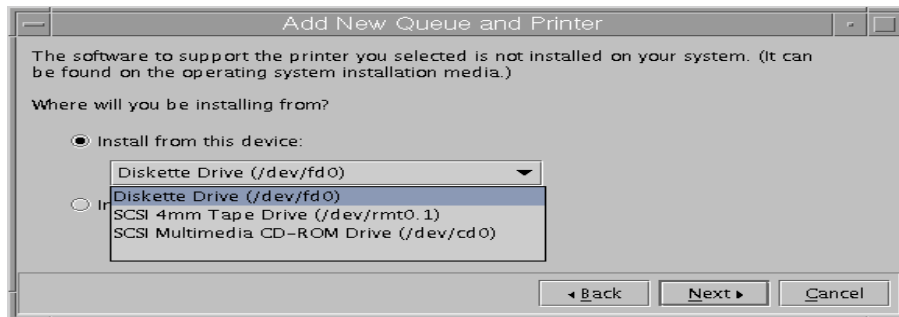 Add New Queue and Printer
The software to support the printer you selected is not installed on your system. (It can
be found on the operating system installation media.)
Where will you be installing from?
Install from this device:
Diskette Drive (/dev/fd0)
Diskette Drive (/dev/fd0)
SCSI 4mm Tape Drive (/dev/rmt0.1)
SCSI Multimedia CD-ROM Drive (/dev/cd0)
Back
Next
Cancel